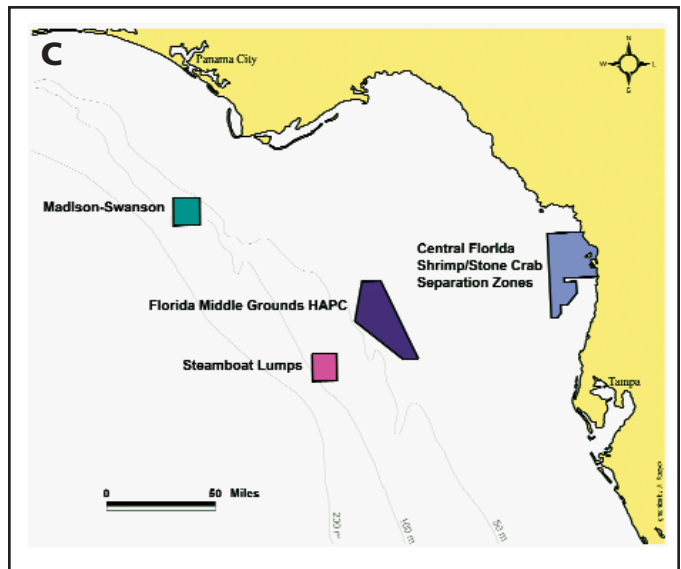 C
Panama City
N
W
L
S
Madison-Swanson
Central Florida
Shrimp/Stone Crab
Separation Zones
Florida Middle Grounds HAPC
Steamboat Lumps
Tampa
0 50 Miles
200 m
100 m
50 m